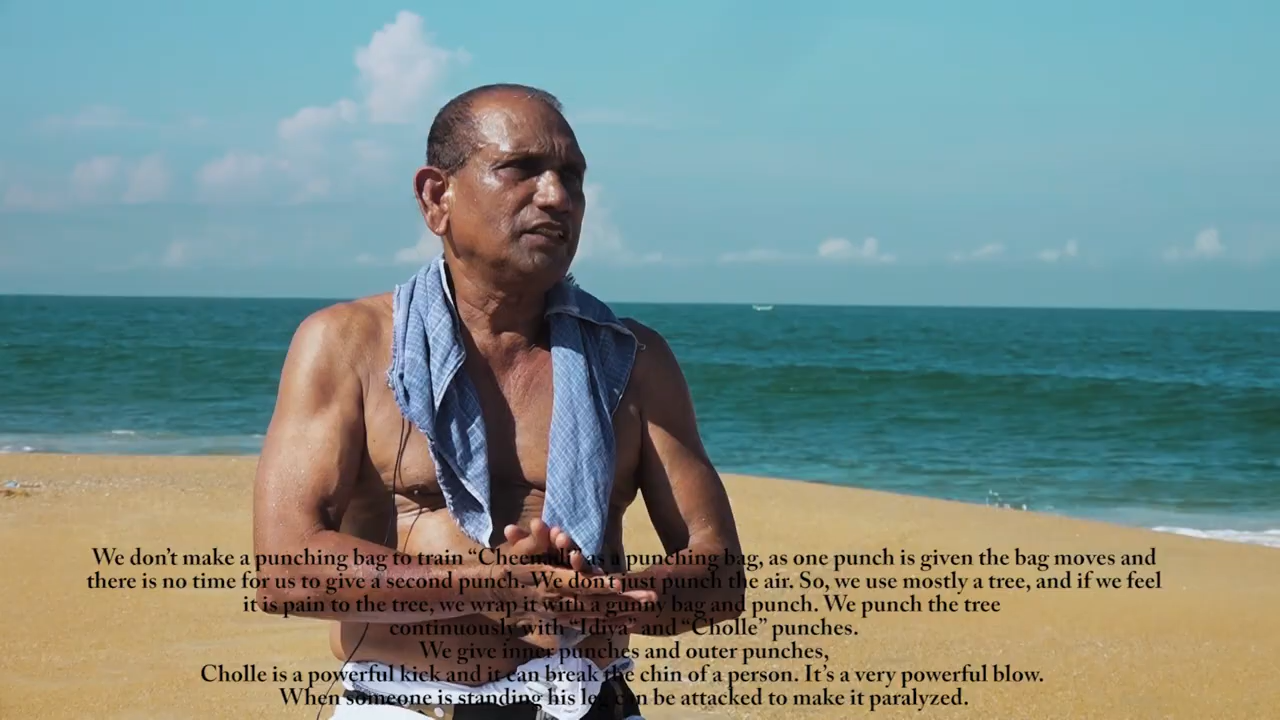 We don't make a punching bag to train “Cheenadi” as a punching bag, as one punch is given the bag moves and
there is no time for us to give a second punch. We don't just punch the air. So, we use mostly a tree, and if we feel
it is pain to the tree, we wrap it with a gunny bag and punch. We punch the tree
continuously with “Idiya” and “Cholle” punches.
We give inner punches and outer punches,
Cholle is a powerful kick and it can break the chin of a person. It's a very powerful blow.
When someone is standing his leg can be attacked to make it paralyzed.